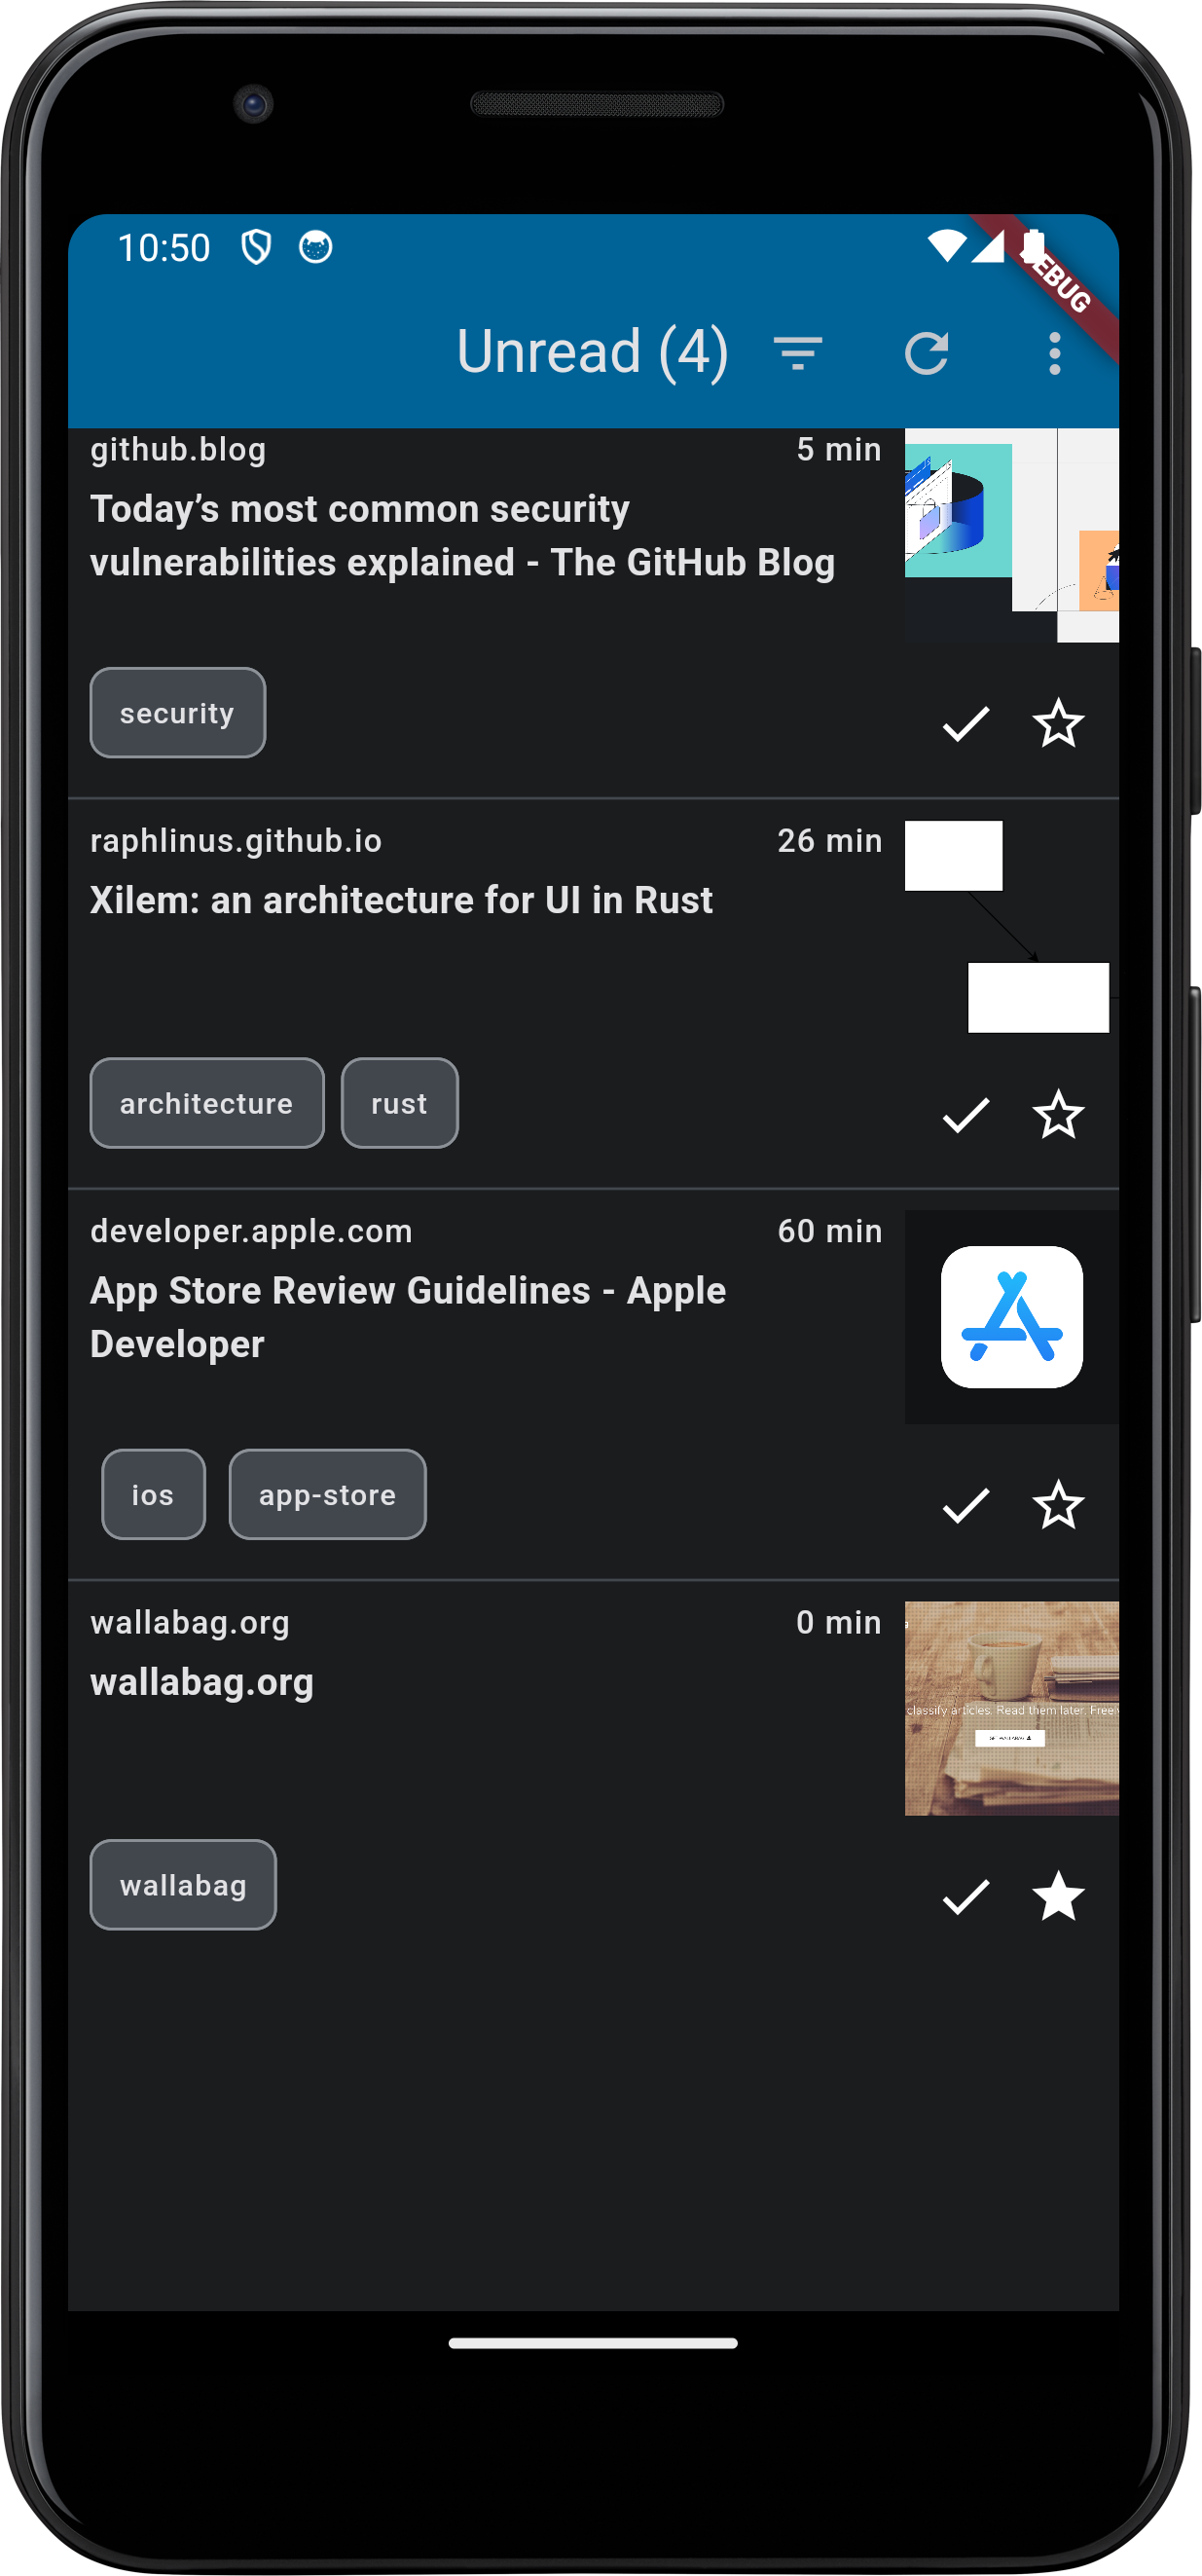 10:50
DEBUG
Unread (4)
github.blog 5 min
Today’s most common security
vulnerabilities explained - The GitHub Blog
security
raphlinus.github.io 26 min
Xilem: an architecture for UI in Rust
architecture rust
developer.apple.com 60 min
App Store Review Guidelines - Apple
Developer
ios app-store
wallabag.org 0 min
wallabag.org
classify articles. Read them later. Free
wallabag